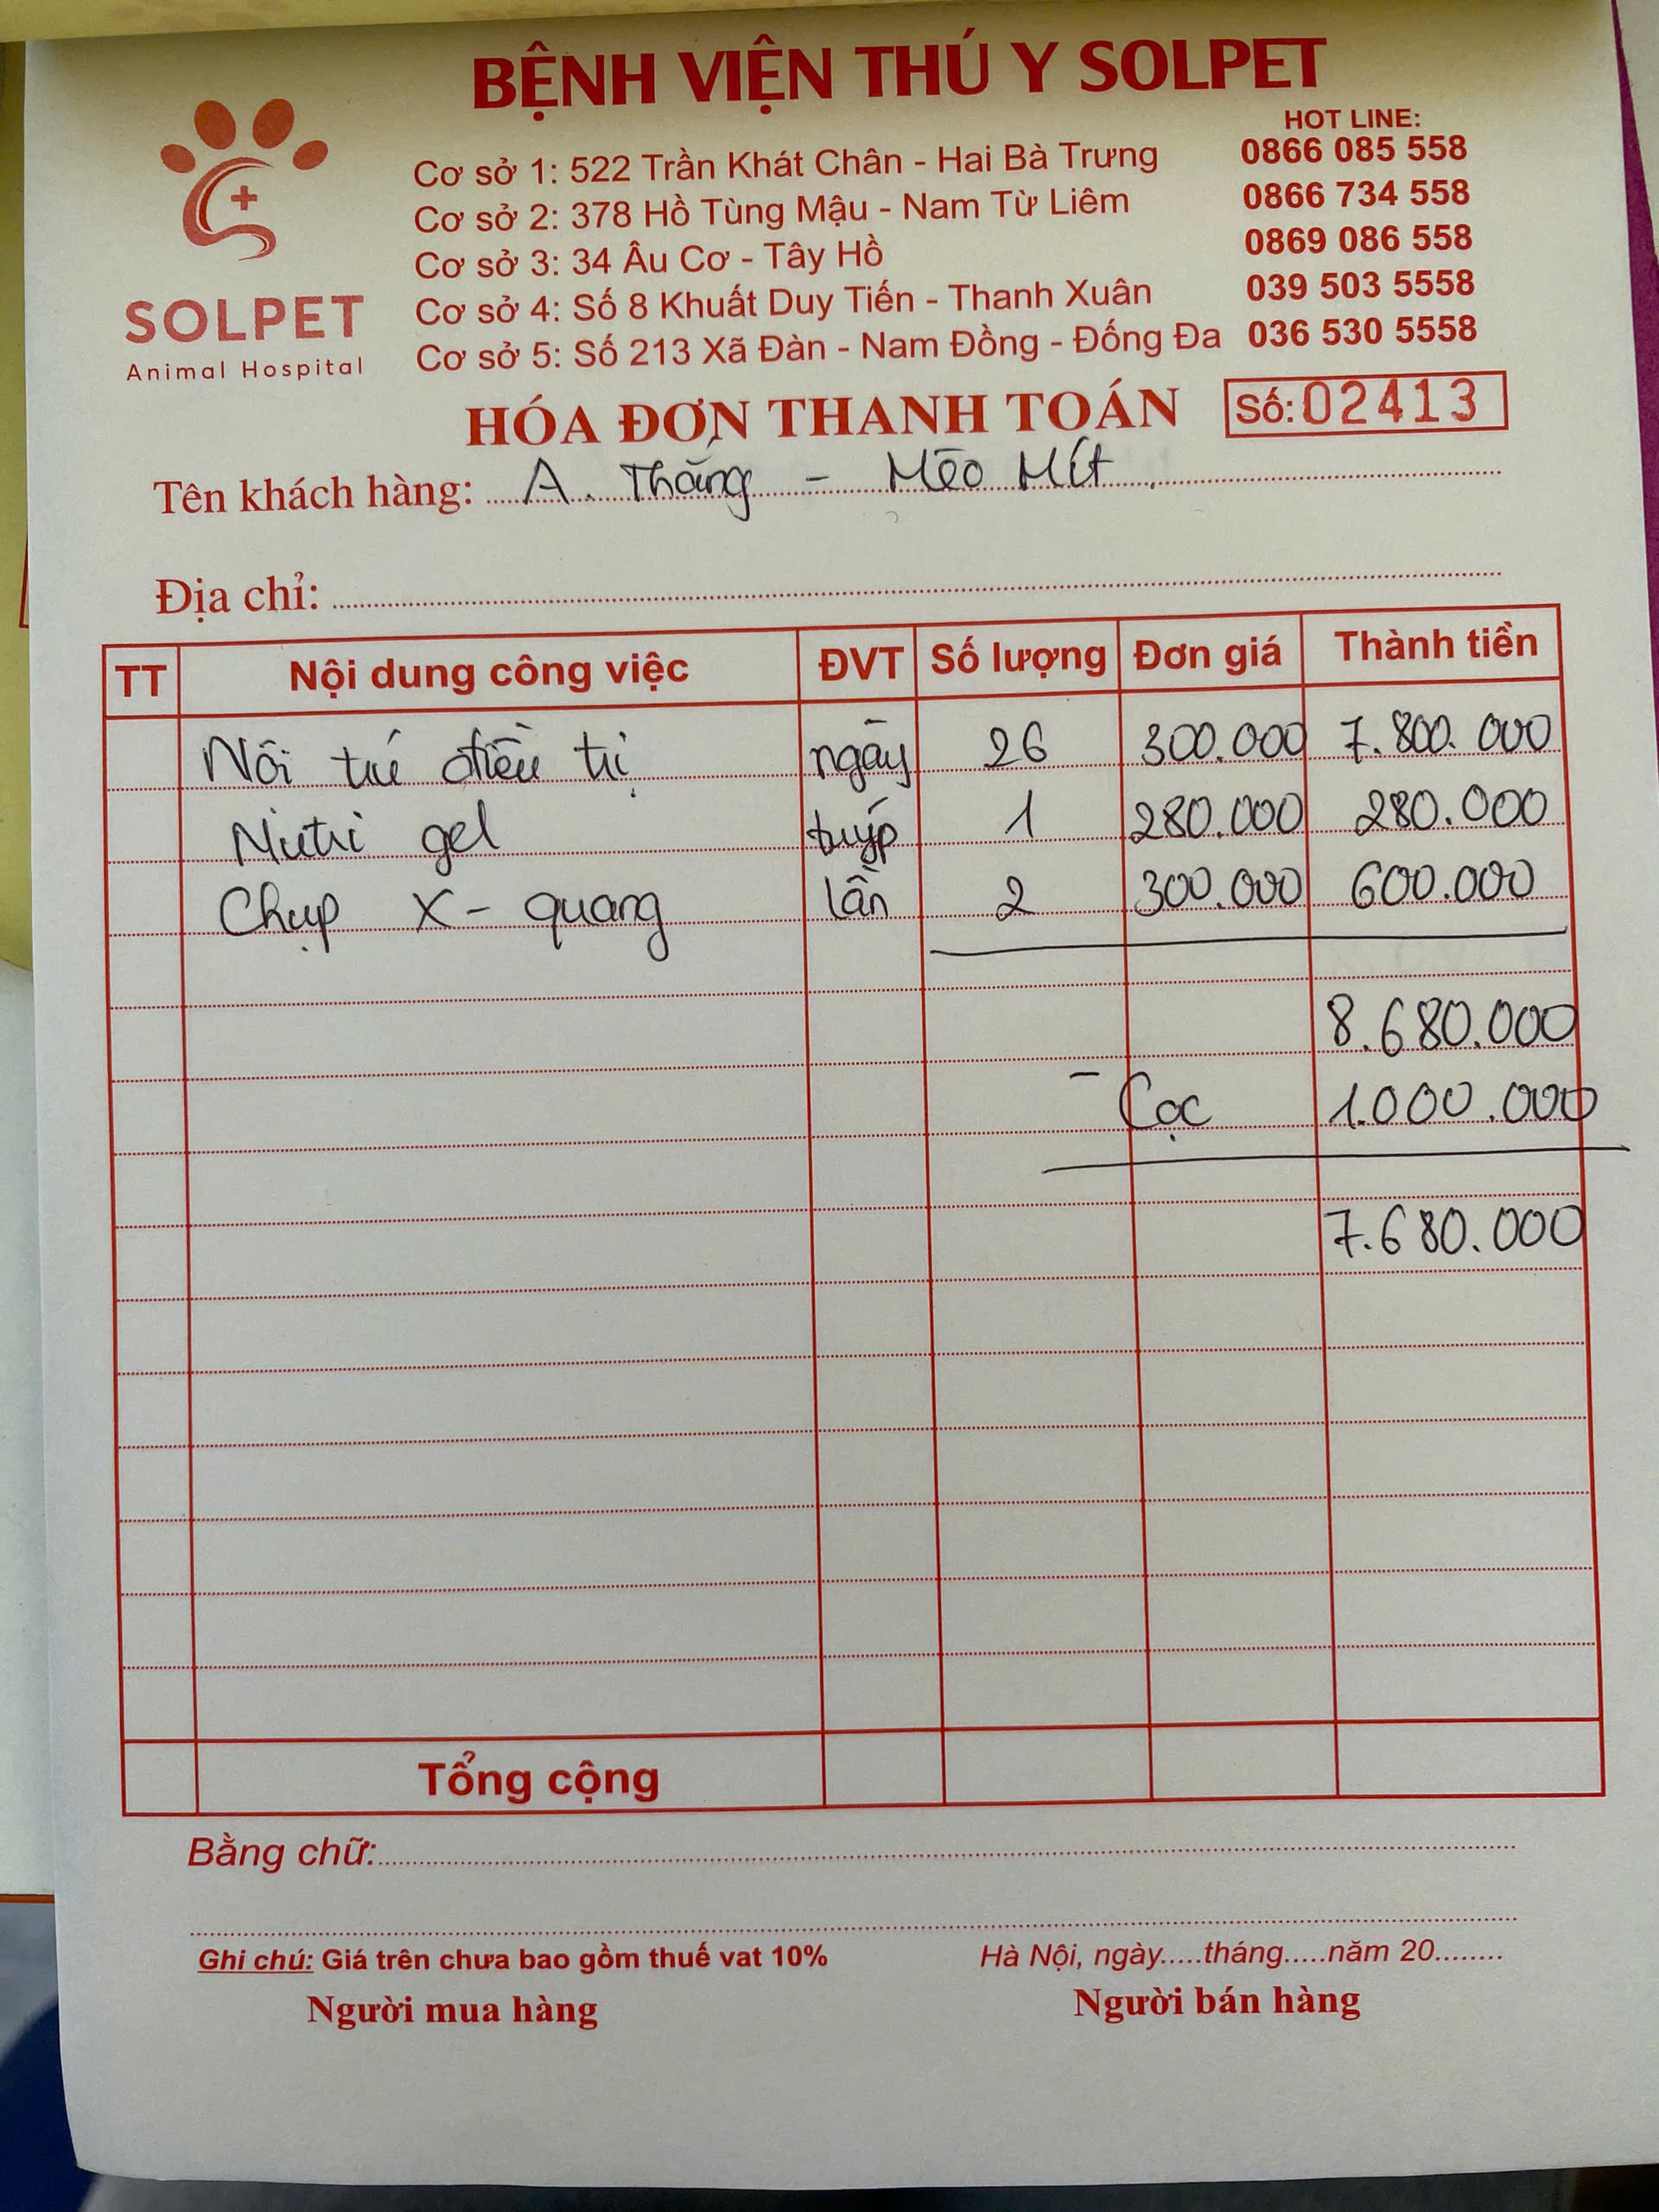 BỆNH VIỆN THÚ Y SOLPET
HOT LINE:
Cơ sở 1: 522 Trần Khát Chân - Hai Bà Trưng 0866 085 558
Cơ sở 2: 378 Hồ Tùng Mậu - Nam Từ Liêm 0866 734 558
Cơ sở 3: 34 Âu Cơ - Tây Hồ 0869 086 558
Cơ sở 4: Số 8 Khuất Duy Tiến - Thanh Xuân 039 503 5558
Cơ sở 5: Số 213 Xã Đàn - Nam Đồng - Đống Đa 036 530 5558
SOLPET
Animal Hospital
HÓA ĐƠN THANH TOÁN Số: 02413
Tên khách hàng: A. Thắng - Mèo Mít
Địa chỉ:
TT Nội dung công việc ĐVT Số lượng Đơn giá Thành tiền
Nội trú điều trị ngày 26 300.000 7.800.000
Nutri gel tuýp 1 280.000 280.000
Chụp X-quang lần 2 300.000 600.000
8.680.000
- Cọc 1.000.000
7.680.000
Tổng cộng
Bằng chữ:
Ghi chú: Giá trên chưa bao gồm thuế vat 10% Hà Nội, ngày.....tháng.....năm 20........
Người mua hàng Người bán hàng